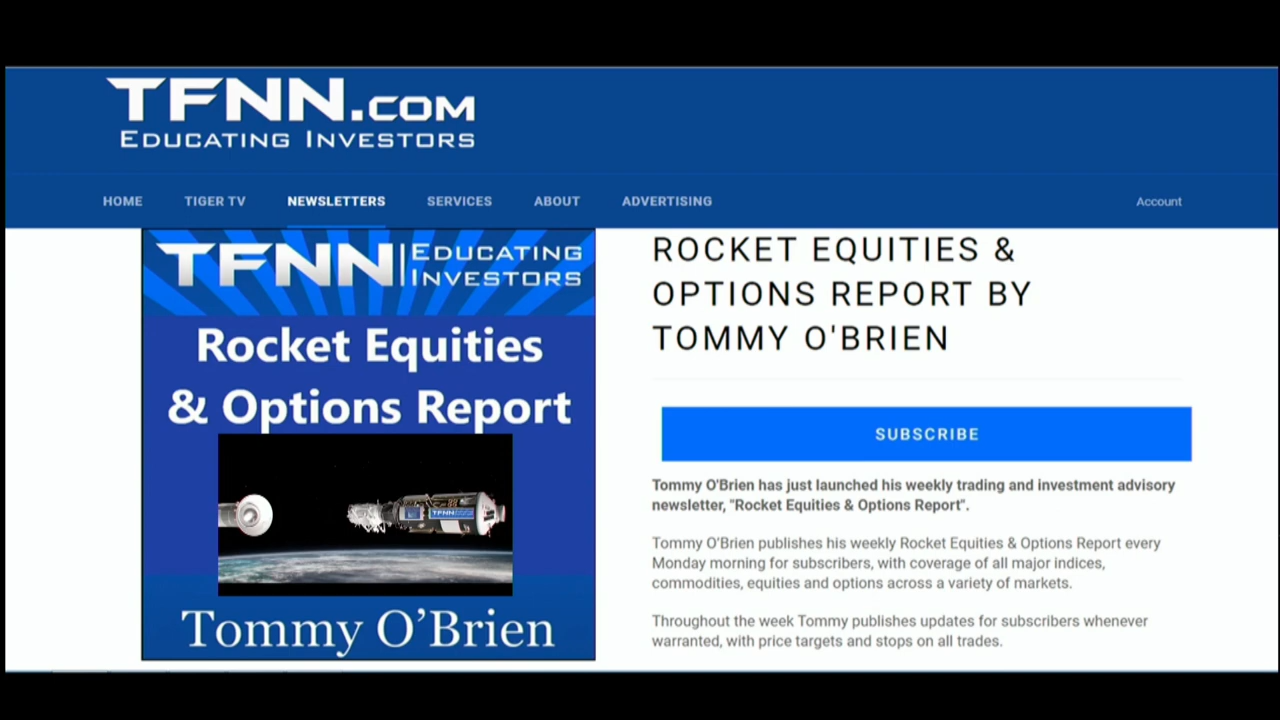 TFNN.COM
EDUCATING INVESTORS
HOME TIGER TV NEWSLETTERS SERVICES ABOUT ADVERTISING Account
TFNN EDUCATING
INVESTORS
Rocket Equities
& Options Report
TFNN
Tommy O’Brien
ROCKET EQUITIES &
OPTIONS REPORT BY
TOMMY O'BRIEN
SUBSCRIBE
Tommy O'Brien has just launched his weekly trading and investment advisory
newsletter, "Rocket Equities & Options Report".
Tommy O'Brien publishes his weekly Rocket Equities & Options Report every
Monday morning for subscribers, with coverage of all major indices,
commodities, equities and options across a variety of markets.
Throughout the week Tommy publishes updates for subscribers whenever
warranted, with price targets and stops on all trades.